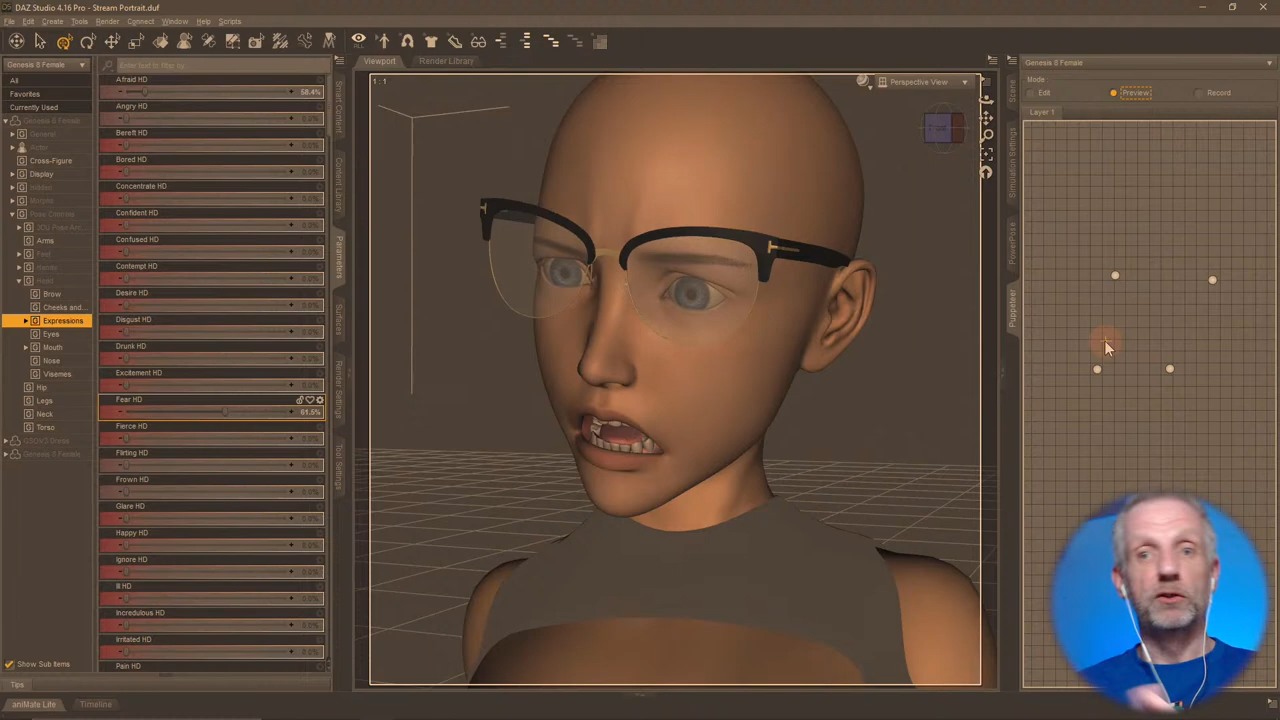 DAZ Studio 4.16 Pro - Stream Portrait.duf
File Edit Create Tools Render Connect Window Help Scripts
ALL
Genesis 8 Female
All
Favorites
Currently Used
Genesis 8 Female
General
Actor
Cross-Figure
Display
Hidden
Morphs
Pose Controls
Arms
Feet
Hands
Head
Brow
Cheeks and...
Expressions
Eyes
Mouth
Nose
Visemes
Hip
Legs
Neck
Torso
Genesis 8 Female
Show Sub Items
Tips
Enter text to filter by...
Afraid HD
58.4%
Angry HD
0.0%
Bereft HD
0.0%
Bored HD
0.0%
Concentrate HD
0.0%
Confident HD
0.0%
Confused HD
0.0%
Contempt HD
0.0%
Desire HD
0.0%
Disgust HD
0.0%
Drunk HD
0.0%
Excitement HD
0.0%
Fear HD
61.5%
Fierce HD
0.0%
Flirting HD
0.0%
Frown HD
0.0%
Glare HD
0.0%
Happy HD
0.0%
Ignore HD
0.0%
Ill HD
0.0%
Incredulous HD
0.0%
Irritated HD
0.0%
Pain HD
Smart Content
Content Library
Parameters
Surfaces
Render Settings
Tool Settings
Viewport Render Library
1 : 1
Perspective View
Scene
Simulation Settings
PowerPose
Puppeteer
Genesis 8 Female
Mode :
Edit Preview Record
Layer 1
aniMate Lite Timeline